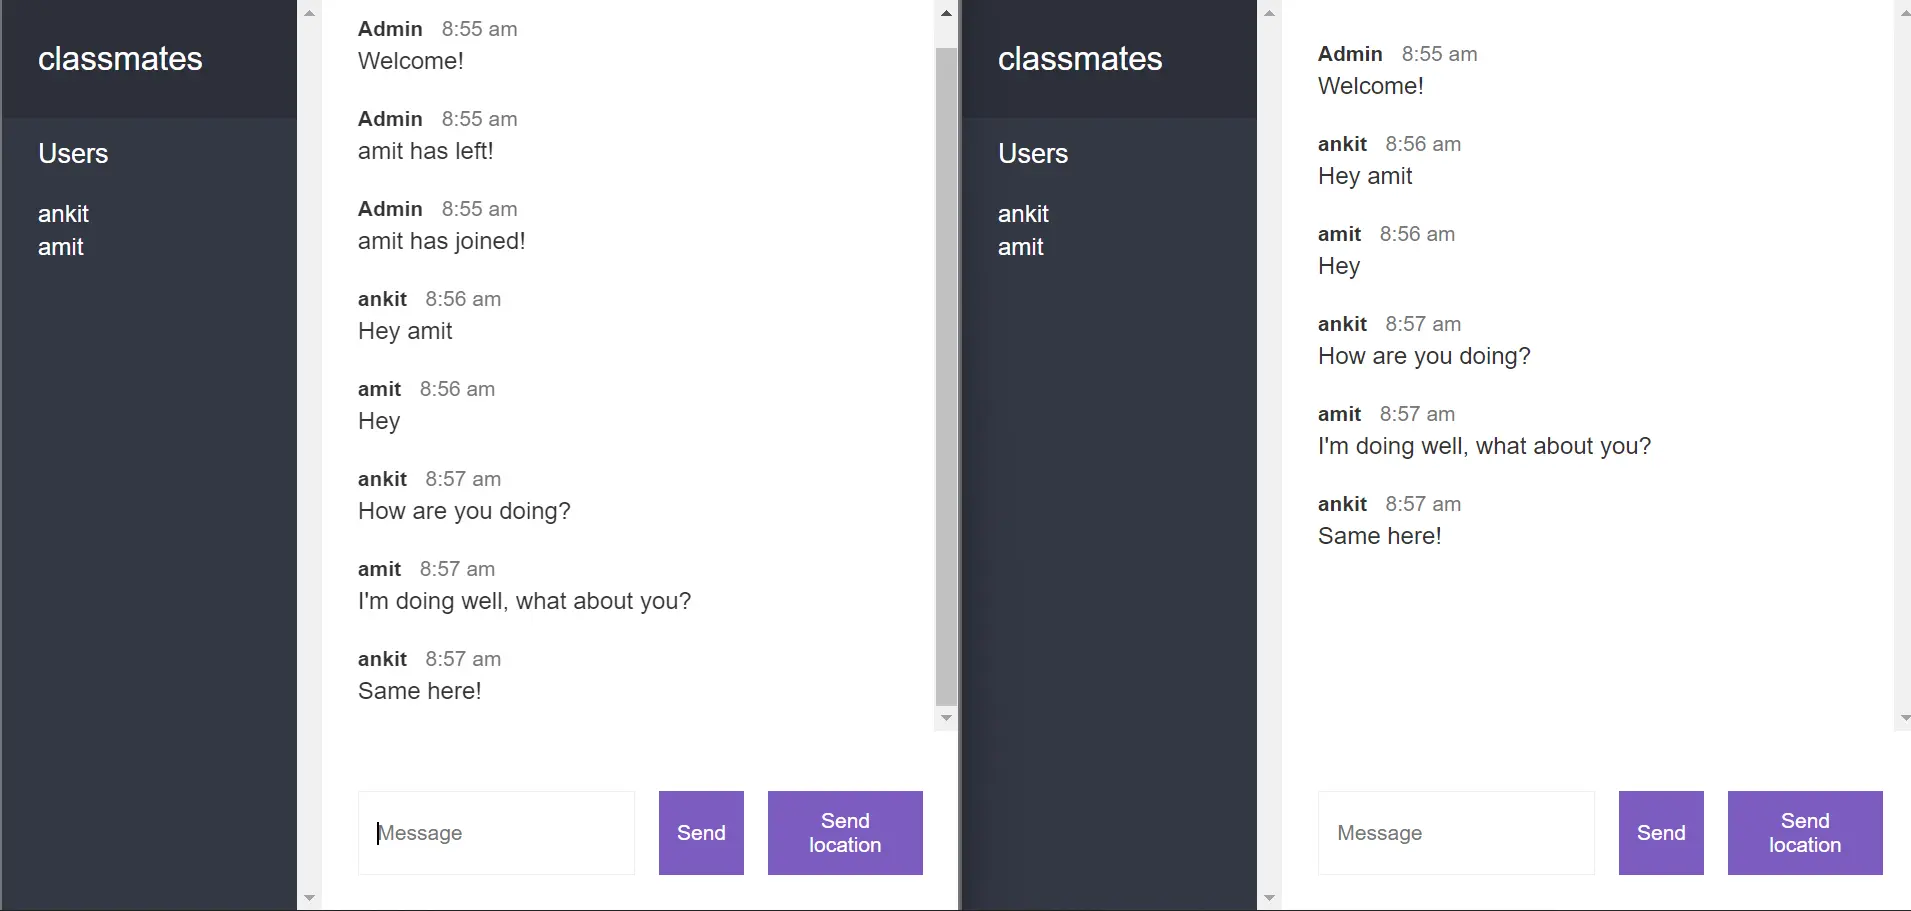 classmates
Users
ankit
amit
Admin 8:55 am
Welcome!
Admin 8:55 am
amit has left!
Admin 8:55 am
amit has joined!
ankit 8:56 am
Hey amit
amit 8:56 am
Hey
ankit 8:57 am
How are you doing?
amit 8:57 am
I'm doing well, what about you?
ankit 8:57 am
Same here!
Message
Send
Send
location
classmates
Users
ankit
amit
Admin 8:55 am
Welcome!
ankit 8:56 am
Hey amit
amit 8:56 am
Hey
ankit 8:57 am
How are you doing?
amit 8:57 am
I'm doing well, what about you?
ankit 8:57 am
Same here!
Message
Send
Send
location